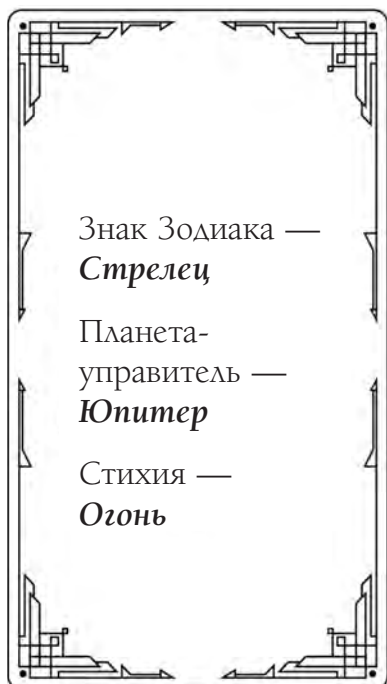 Знак Зодиака —
Стрелец
Планета-
управитель —
Юпитер
Стихия —
Огонь